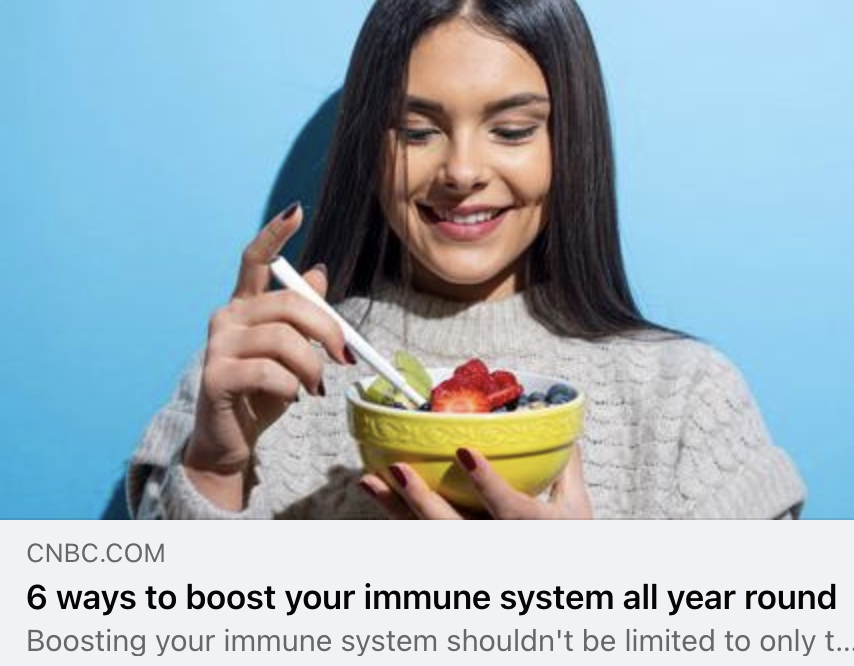 CNBC.COM
6 ways to boost your immune system all year round
Boosting your immune system shouldn't be limited to only t...